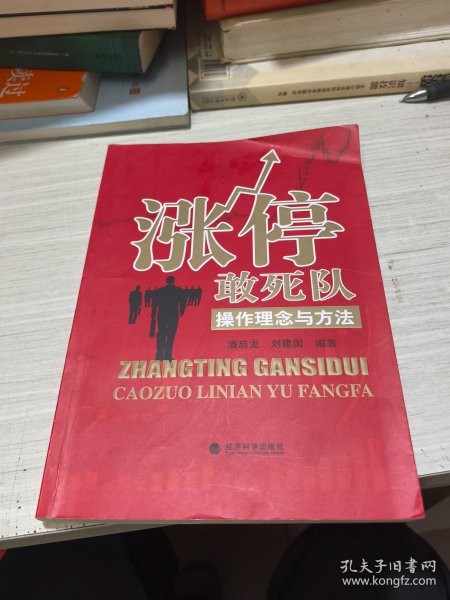 涨停
敢死队
操作理念与方法
潘启龙 刘建国 编著
ZHANGTING GANSIDUI
CAOZUO LINIAN YU FANGFA
经济科学出版社
孔夫子旧书网
www.kongfz.com